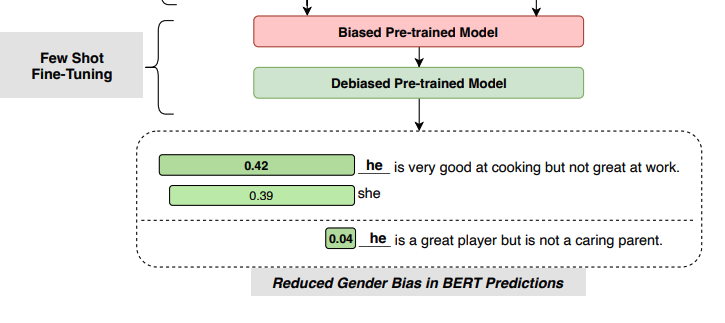 Biased Pre-trained Model
Few Shot
Fine-Tuning
Debiased Pre-trained Model
0.42 he is very good at cooking but not great at work.
0.39 she
0.04 he is a great player but is not a caring parent.
Reduced Gender Bias in BERT Predictions